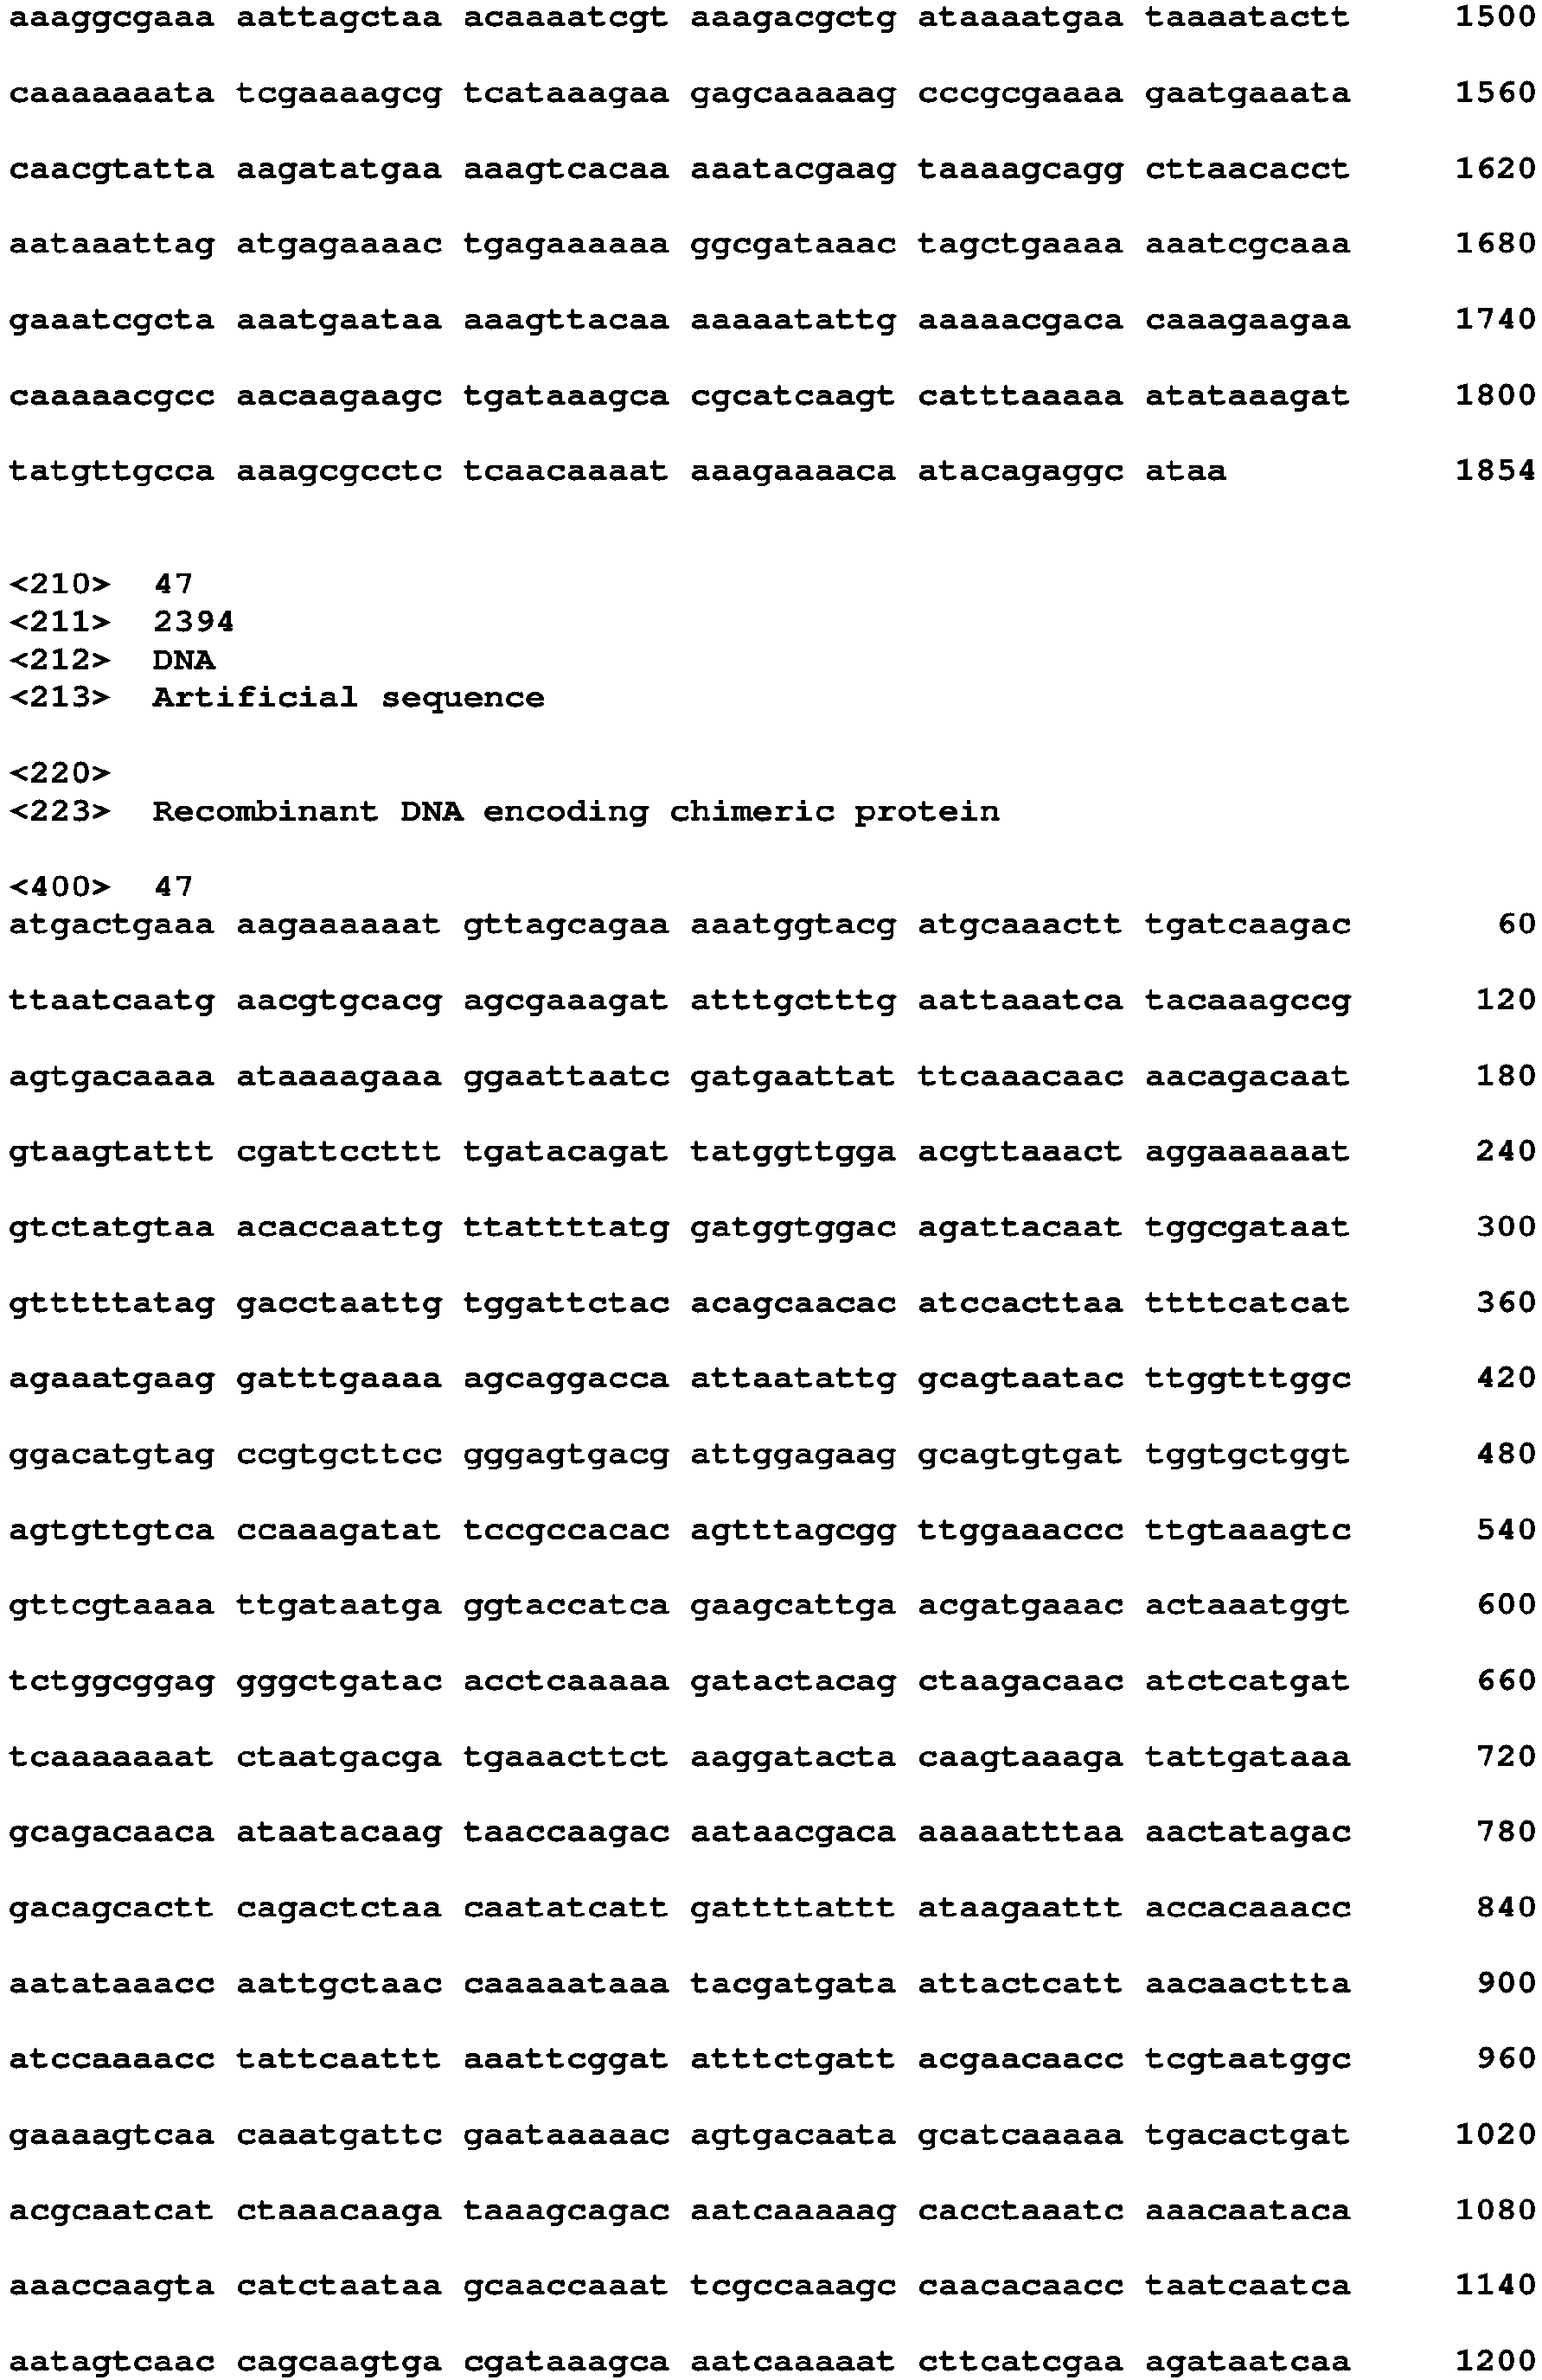 aaaggcgaaa aattagctaa acaaaatcgt aaagacgctg ataaaatgaa taaaatactt 1500
caaaaaaata tcgaaaagcg tcataaagaa gagcaaaaag cccgcgaaaa gaatgaaata 1560
caacgtatta aagatatgaa aaagtcacaa aaatacgaag taaaagcagg cttaacacct 1620
aataaattag atgagaaaac tgagaaaaaa ggcgataaac tagctgaaaa aaatcgcaaa 1680
gaaatcgcta aaatgaataa aaagttacaa aaaaatattg aaaaacgaca caaagaagaa 1740
caaaaacgcc aacaagaagc tgataaagca cgcatcaagt catttaaaaa atataaagat 1800
tatgttgcca aaagcgcctc tcaacaaaat aaagaaaaca atacagaggc ataa 1854
<210> 47
<211> 2394
<212> DNA
<213> Artificial sequence
<220>
<223> Recombinant DNA encoding chimeric protein
<400> 47
atgactgaaa aagaaaaaat gttagcagaa aaatggtacg atgcaaactt tgatcaagac 60
ttaatcaatg aacgtgcacg agcgaaagat atttgctttg aattaaatca tacaaagccg 120
agtgacaaaa ataaaagaaa ggaattaatc gatgaattat ttcaaacaac aacagacaat 180
gtaagtattt cgattccttt tgatacagat tatggttgga acgttaaact aggaaaaaat 240
gtctatgtaa acaccaattg ttattttatg gatggtggac agattacaat tggcgataat 300
gtttttatag gacctaattg tggattctac acagcaacac atccacttaa ttttcatcat 360
agaaatgaag gatttgaaaa agcaggacca attaatattg gcagtaatac ttggtttggc 420
ggacatgtag ccgtgcttcc gggagtgacg attggagaag gcagtgtgat tggtgctggt 480
agtgttgtca ccaaagatat tccgccacac agtttagcgg ttggaaaccc ttgtaaagtc 540
gttcgtaaaa ttgataatga ggtaccatca gaagcattga acgatgaaac actaaatggt 600
tctggcggag gggctgatac acctcaaaaa gatactacag ctaagacaac atctcatgat 660
tcaaaaaaat ctaatgacga tgaaacttct aaggatacta caagtaaaga tattgataaa 720
gcagacaaca ataatacaag taaccaagac aataacgaca aaaaatttaa aactatagac 780
gacagcactt cagactctaa caatatcatt gattttattt ataagaattt accacaaacc 840
aatataaacc aattgctaac caaaaataaa tacgatgata attactcatt aacaacttta 900
atccaaaacc tattcaattt aaattcggat atttctgatt acgaacaacc tcgtaatggc 960
gaaaagtcaa caaatgattc gaataaaaac agtgacaata gcatcaaaaa tgacactgat 1020
acgcaatcat ctaaacaaga taaagcagac aatcaaaaag cacctaaatc aaacaataca 1080
aaaccaagta catctaataa gcaaccaaat tcgccaaagc caacacaacc taatcaatca 1140
aatagtcaac cagcaagtga cgataaagca aatcaaaaat cttcatcgaa agataatcaa 1200